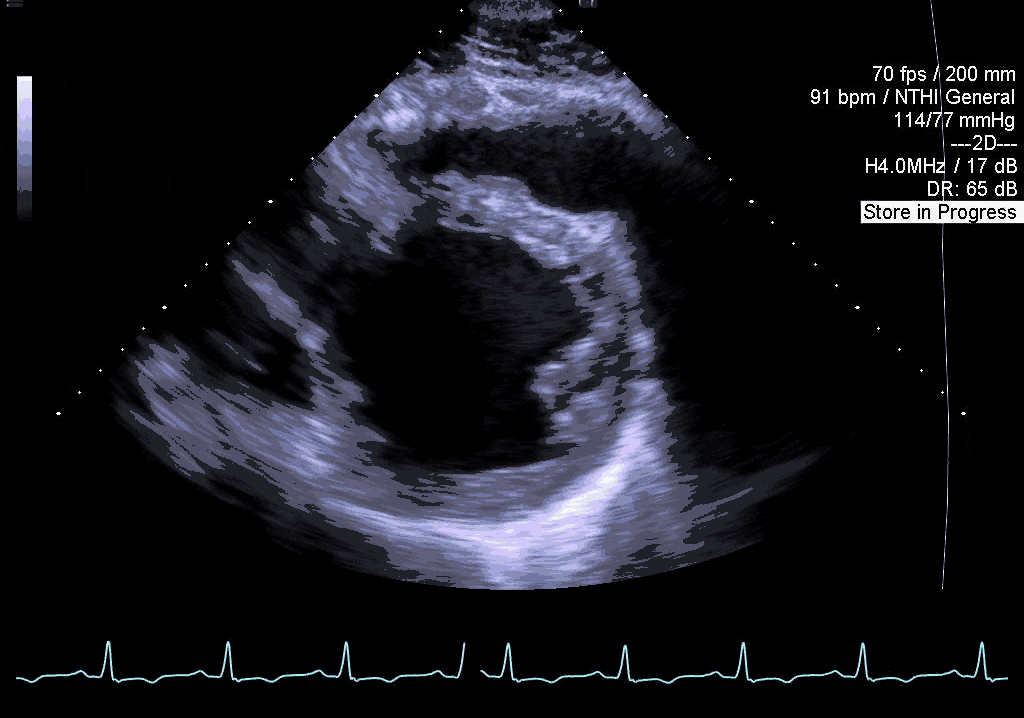 70 fps / 200 mm
91 bpm / NTHI General
114/77 mmHg
---2D---
H4.0MHz / 17 dB
DR: 65 dB
Store in Progress